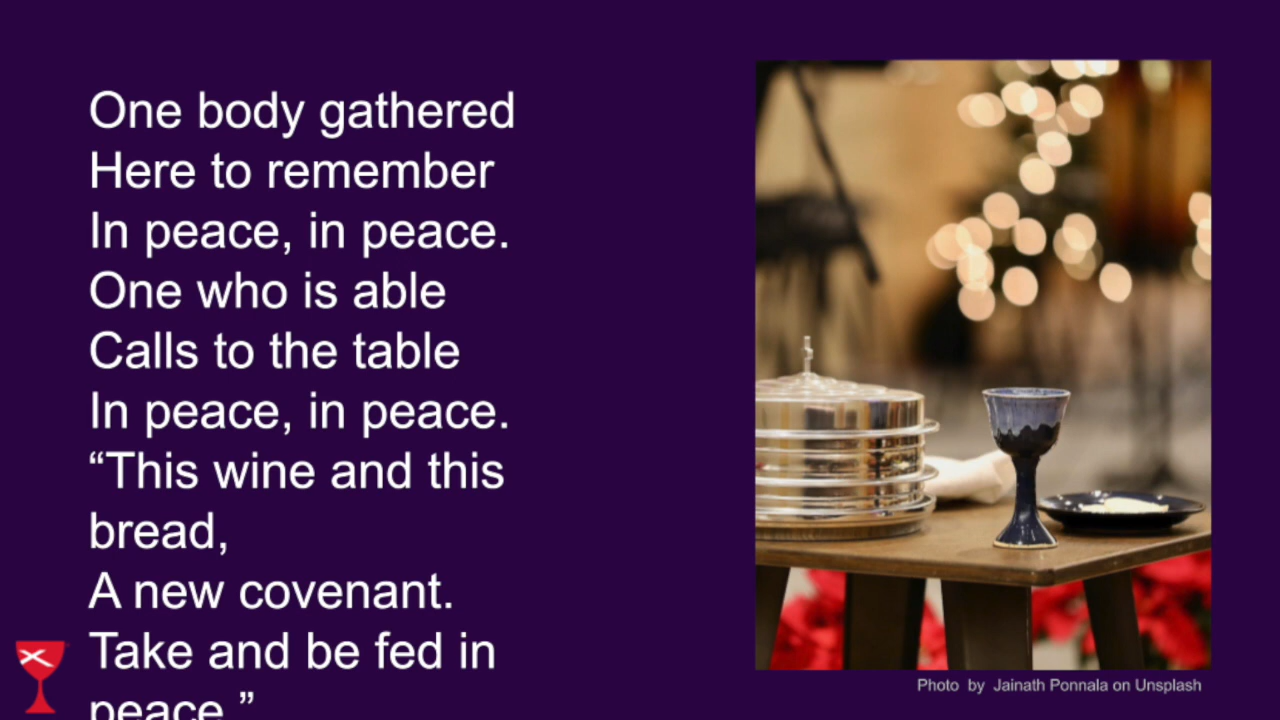 One body gathered
Here to remember
In peace, in peace.
One who is able
Calls to the table
In peace, in peace.
“This wine and this
bread,
A new covenant.
Take and be fed in
peace.”
Photo by Jainath Ponnala on Unsplash